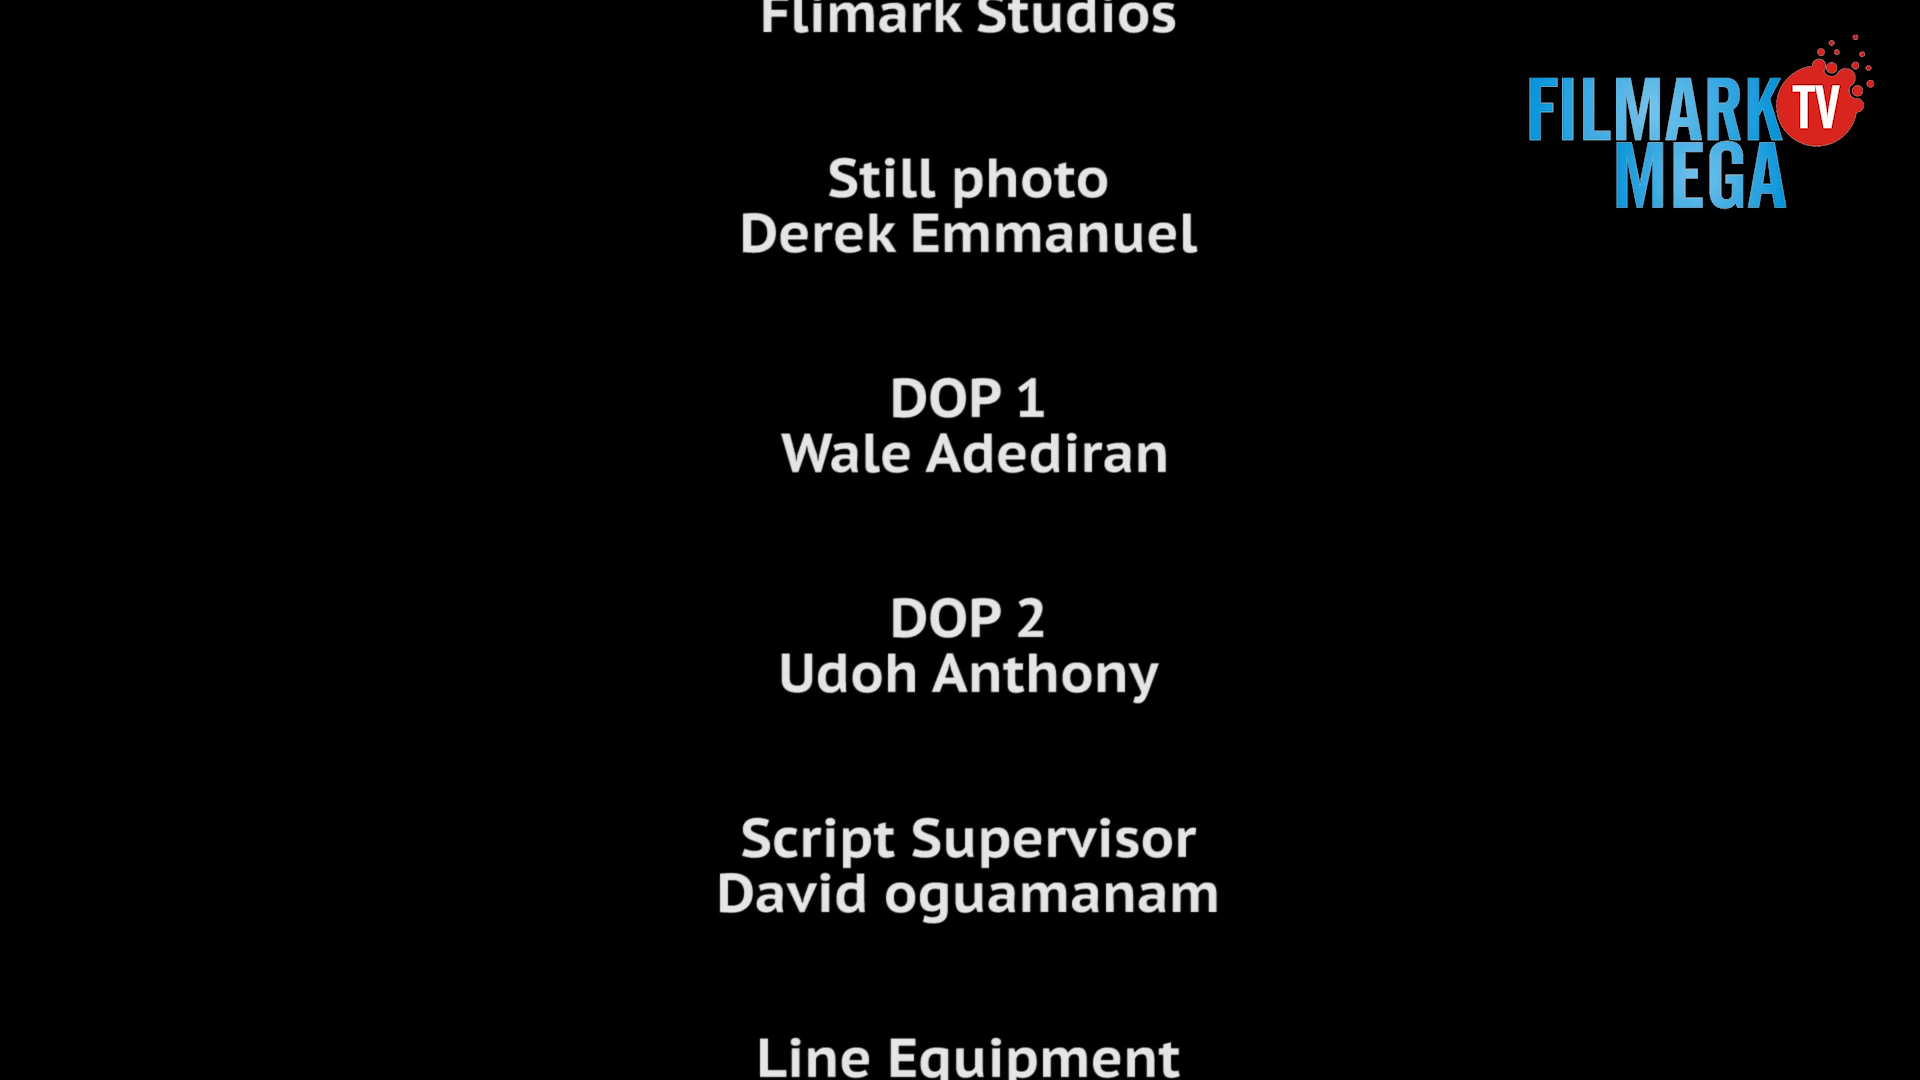 Flimark Studios
FILMARK TV
MEGA
Still photo
Derek Emmanuel
DOP 1
Wale Adediran
DOP 2
Udoh Anthony
Script Supervisor
David oguamanam
Line Equipment